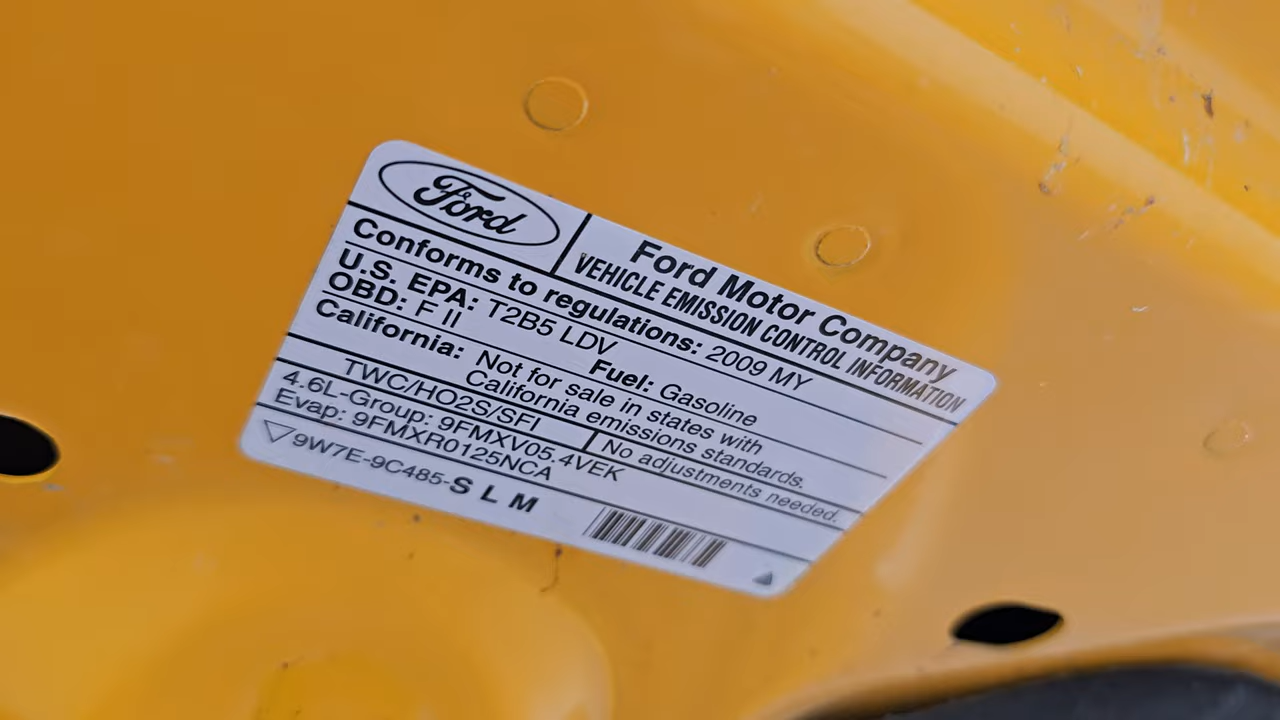 Ford
Ford Motor Company
VEHICLE EMISSION CONTROL INFORMATION
Conforms to regulations: 2009 MY
U.S. EPA: T2B5 LDV
OBD: F II
Fuel: Gasoline
California: Not for sale in states with
California emissions standards.
TWC/HO2S/SFI
No adjustments needed.
4.6L-Group: 9FMXV05.4VEK
Evap: 9FMXR0125NCA
9W7E-9C485-SLM